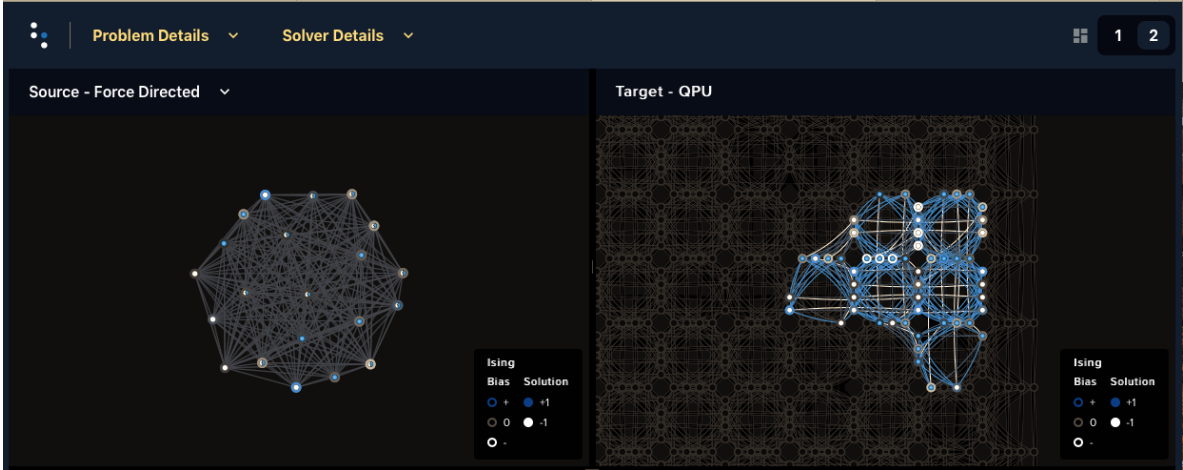 Problem Details
Solver Details
1 2
Source - Force Directed
Target - QPU
Ising
Bias Solution
+ +1
0 -1
-
Ising
Bias Solution
+ +1
0 -1
-